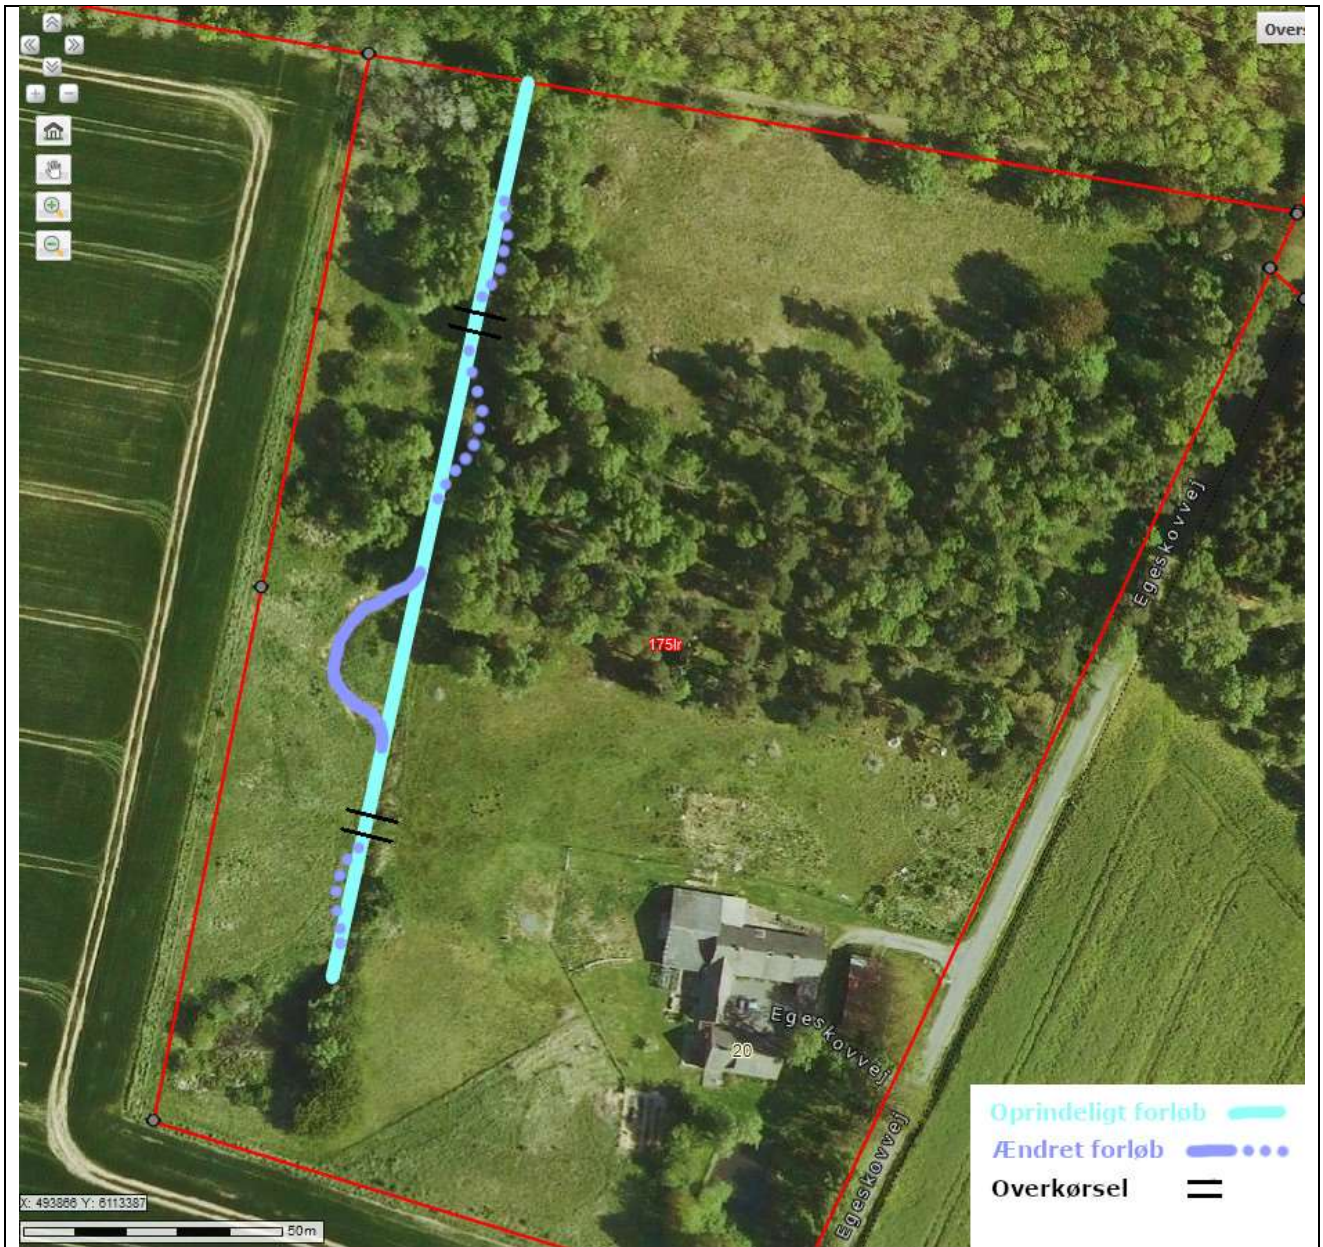 Overs
Egeskovvej
175lr
Egeskovvej
20
Egeskovvej
Oprindeligt forløb
Ændret forløb
Overkørsel
X: 493866 Y: 6113387
50m